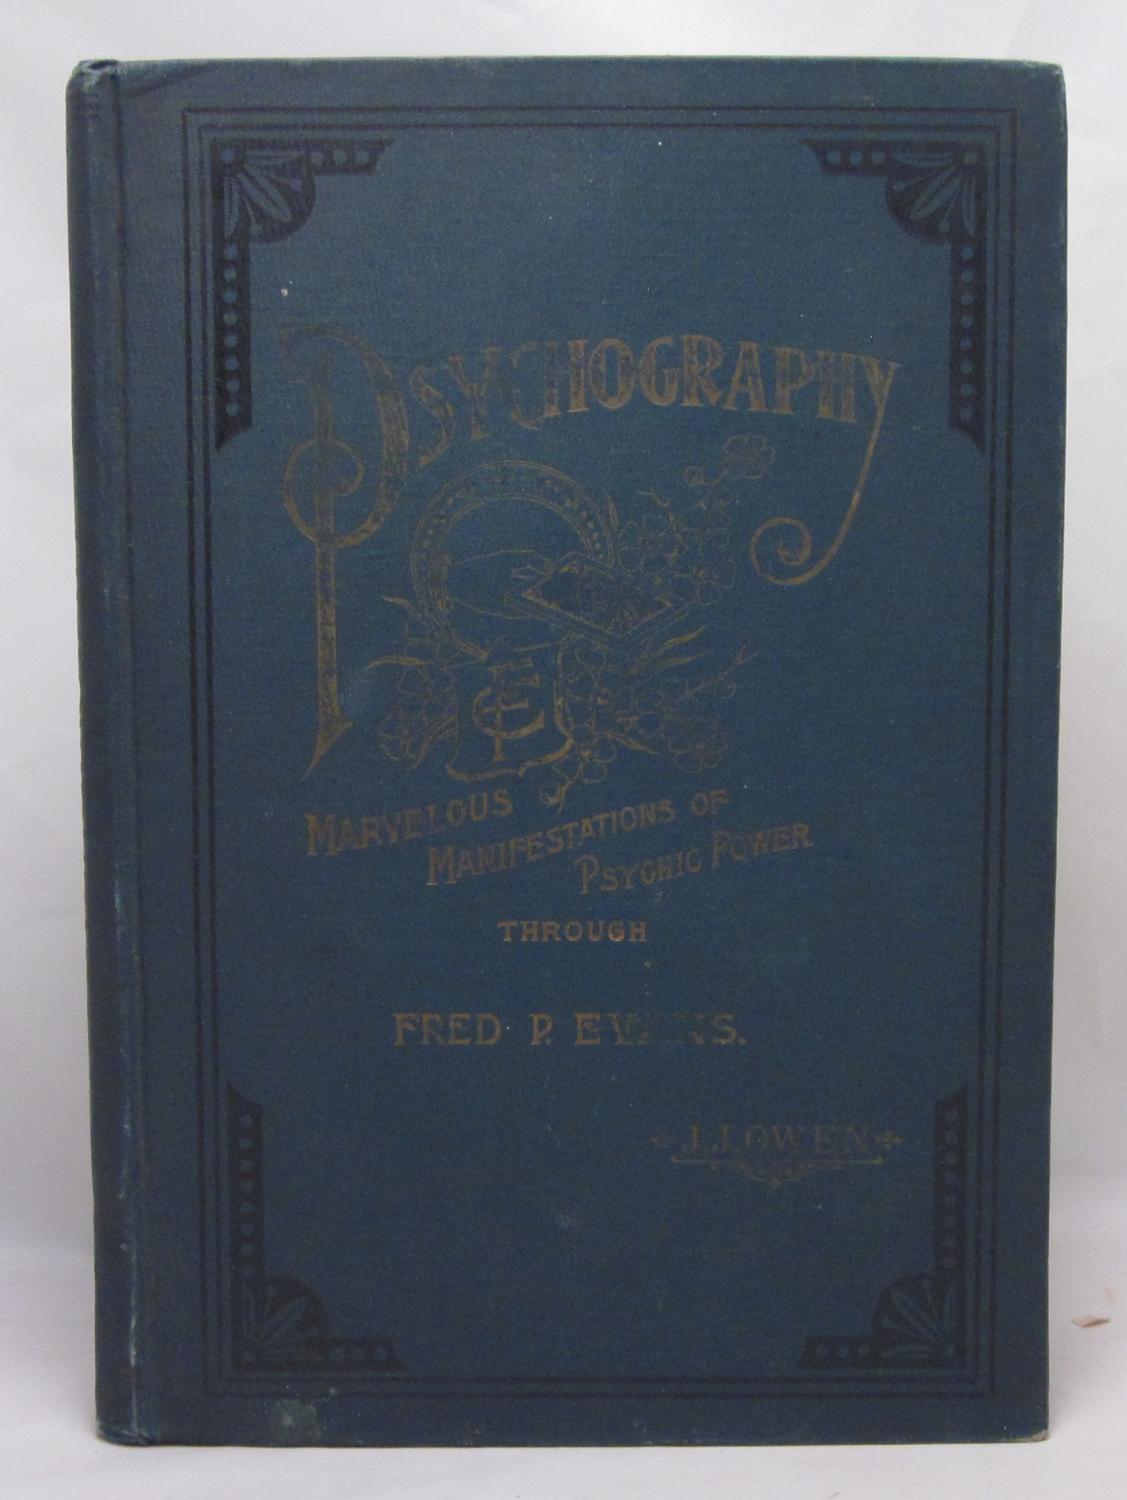 PSYCHOGRAPHY
MARVELOUS
MANIFESTATIONS OF
PSYCHIC POWER
THROUGH
FRED P. EVANS.
J.J. OWEN